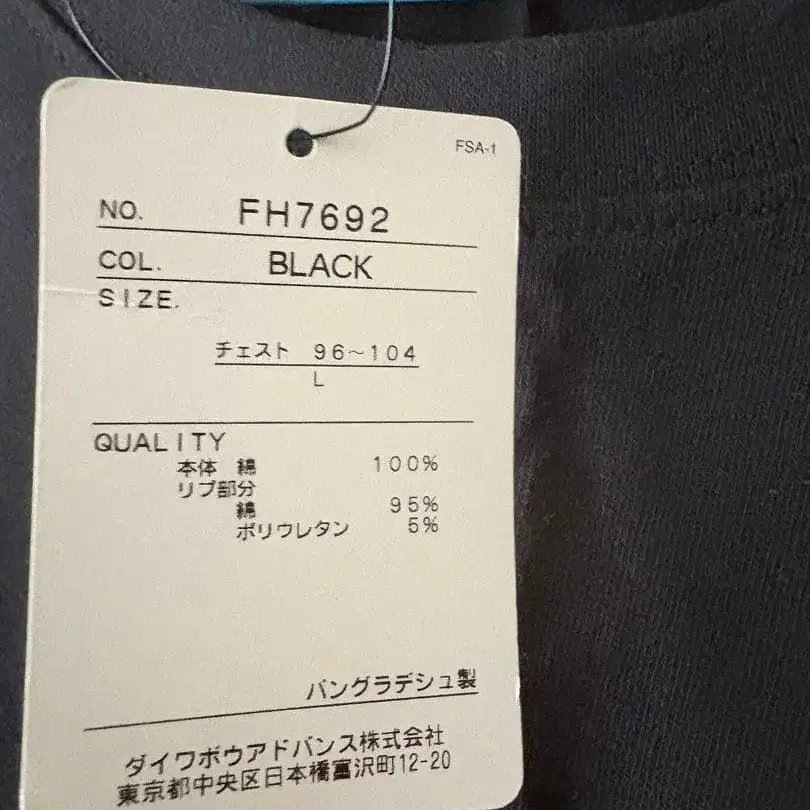 FSA-1
NO. FH7692
COL. BLACK
SIZE.
チェスト 96~104
L
QUALITY
本体 綿 100%
リブ部分
綿 95%
ポリウレタン 5%
バングラデシュ製
ダイワボウアドバンス株式会社
東京都中央区日本橋富沢町12-20